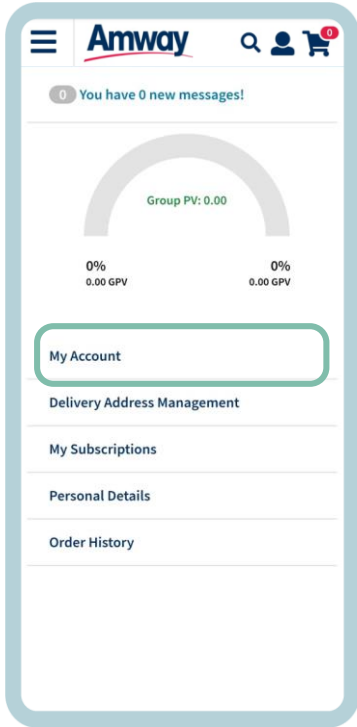 Amway
0
0 You have 0 new messages!
Group PV: 0.00
0% 0%
0.00 GPV 0.00 GPV
My Account
Delivery Address Management
My Subscriptions
Personal Details
Order History